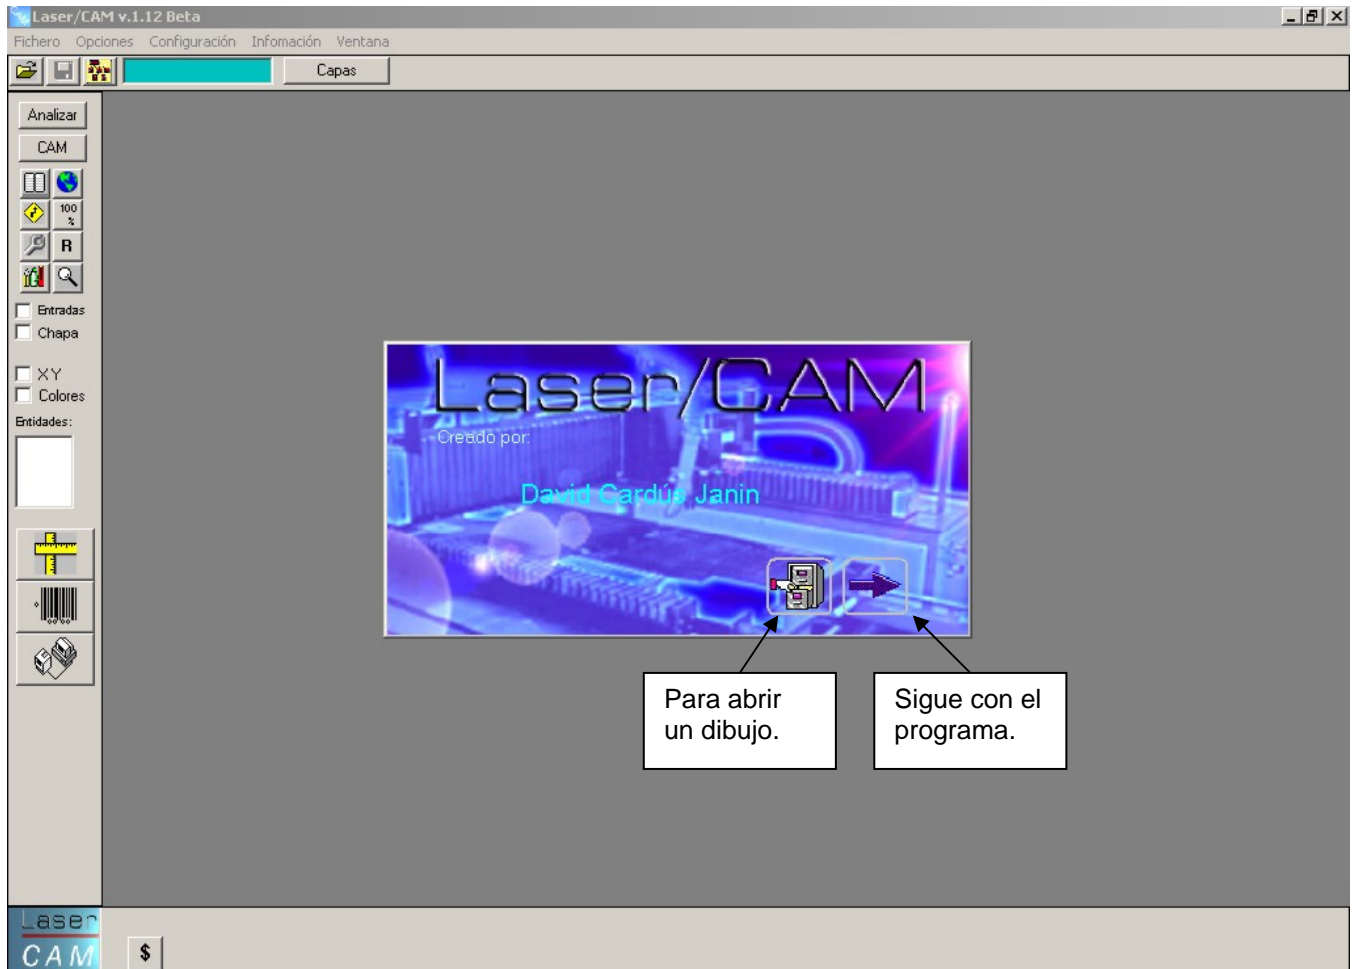 Laser/CAM v.1.12 Beta
Fichero Opciones Configuración Infomación Ventana
Capas
Analizar
CAM
100
%
R
Entradas
Chapa
XY
Colores
Entidades:
Laser/CAM
Creado por:
David Cardús Janin
Para abrir
un dibujo.
Sigue con el
programa.
Laser
CAM
$